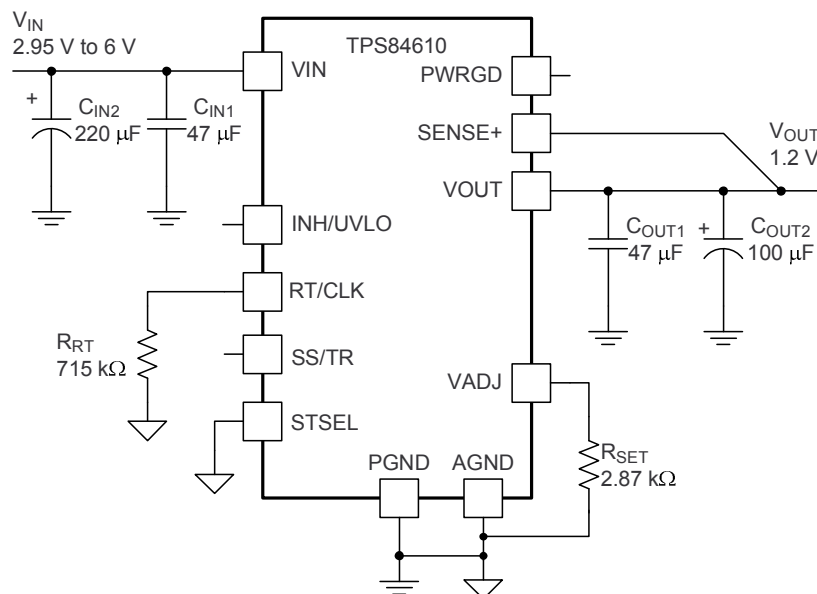 VIN
2.95 V to 6 V
+
CIN2
220 μF
CIN1
47 μF
TPS84610
VIN
PWRGD
SENSE+
VOUT
VOUT
1.2 V
INH/UVLO
COUT1
47 μF
+
COUT2
100 μF
RT/CLK
RRT
715 kΩ
SS/TR
VADJ
STSEL
PGND
AGND
RSET
2.87 kΩ